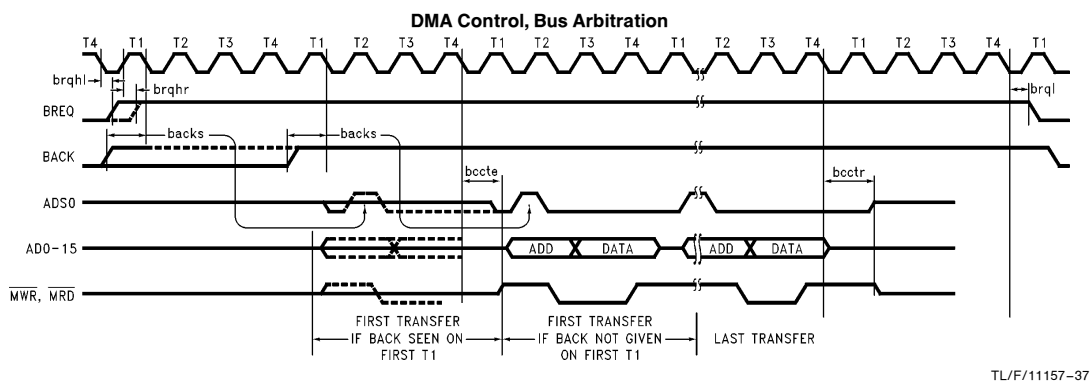 DMA Control, Bus Arbitration
T4 T1 T2 T3 T4 T1 T2 T3 T4 T1 T2 T3 T4 T1 T2 T3 T4 T1 T2 T3 T4 T1
brqhl
brqhr
brql
BREQ
backs backs
BACK
bccte bcctr
ADS0
AD0-15 ADD DATA ADD DATA
MWR, MRD
FIRST TRANSFER
IF BACK SEEN ON
FIRST T1
FIRST TRANSFER
IF BACK NOT GIVEN
ON FIRST T1
LAST TRANSFER
TL/F/11157-37